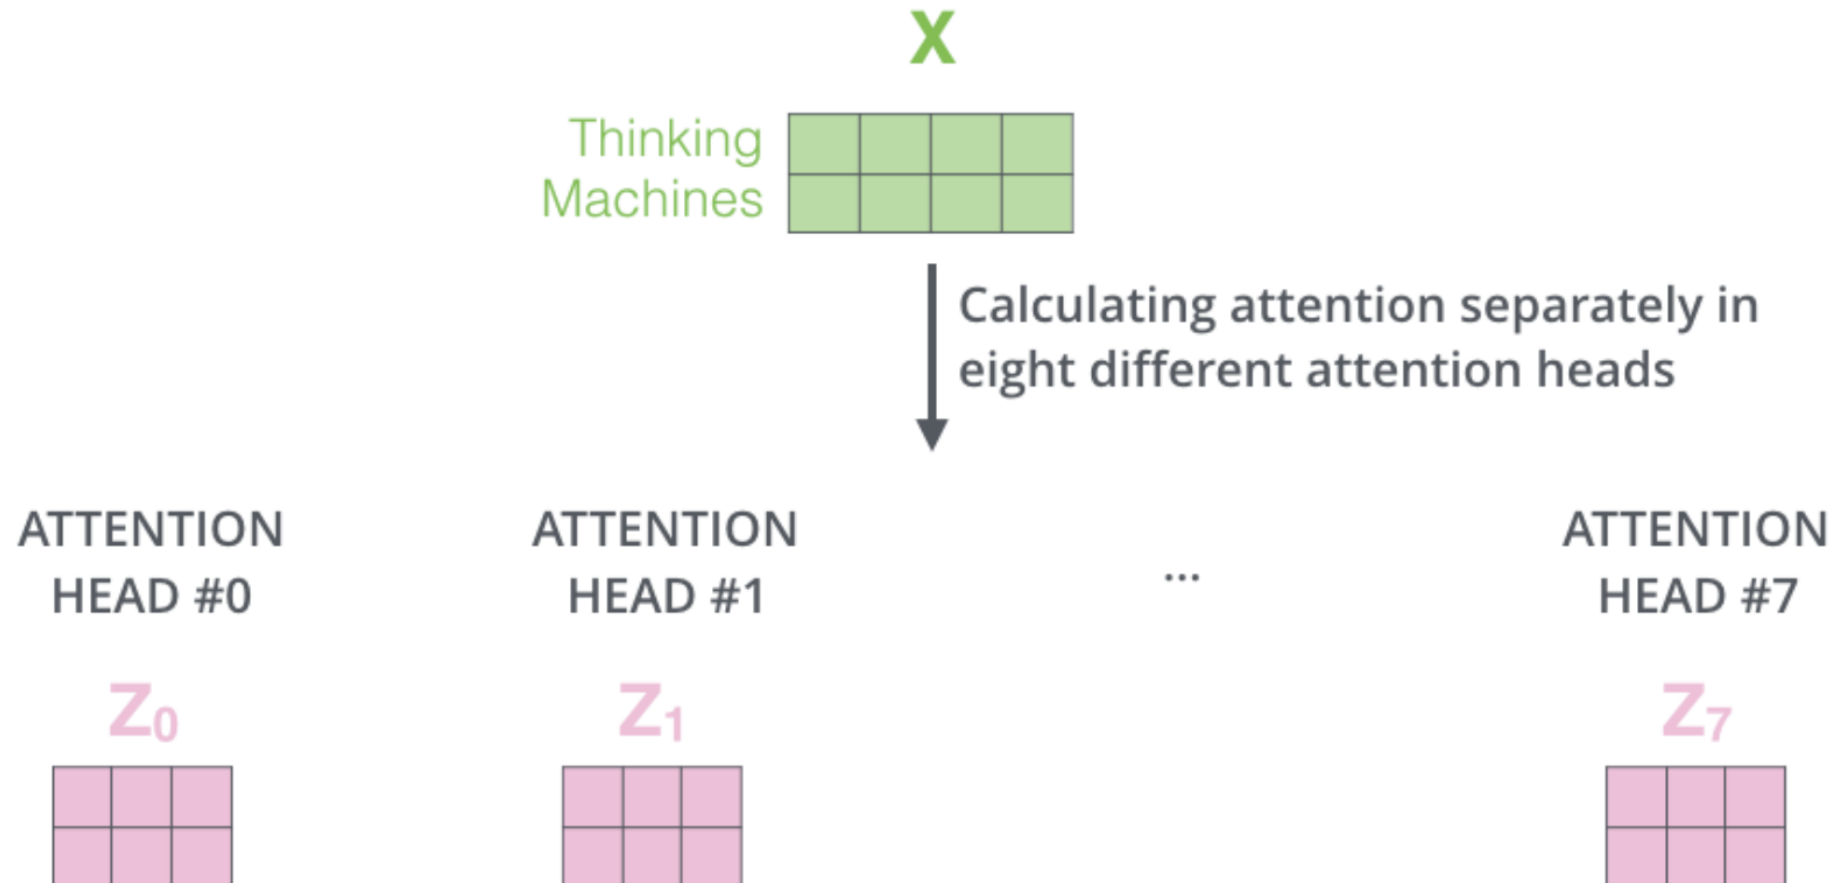 X
Thinking
Machines
Calculating attention separately in
eight different attention heads
ATTENTION
HEAD #0
ATTENTION
HEAD #1
...
ATTENTION
HEAD #7
Z0
Z1
Z7